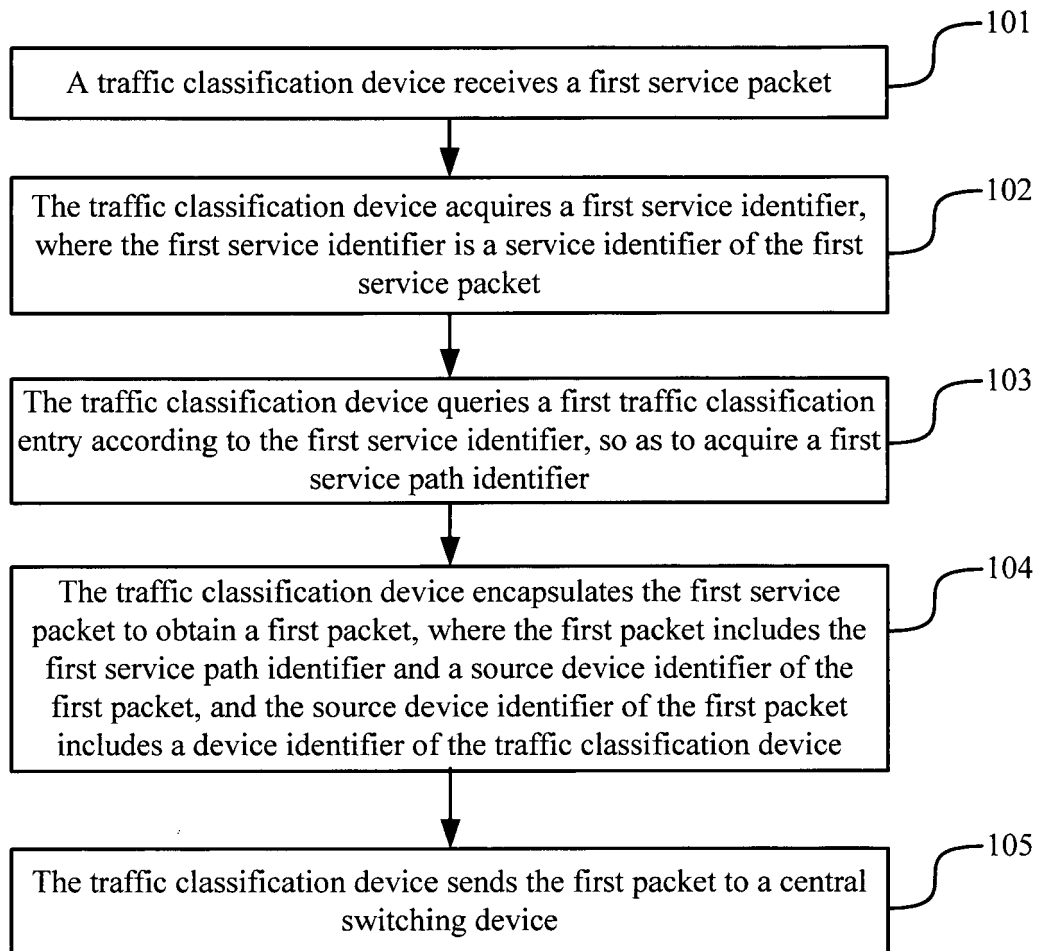 101
A traffic classification device receives a first service packet
102
The traffic classification device acquires a first service identifier,
where the first service identifier is a service identifier of the first
service packet
103
The traffic classification device queries a first traffic classification
entry according to the first service identifier, so as to acquire a first
service path identifier
104
The traffic classification device encapsulates the first service
packet to obtain a first packet, where the first packet includes the
first service path identifier and a source device identifier of the
first packet, and the source device identifier of the first packet
includes a device identifier of the traffic classification device
105
The traffic classification device sends the first packet to a central
switching device